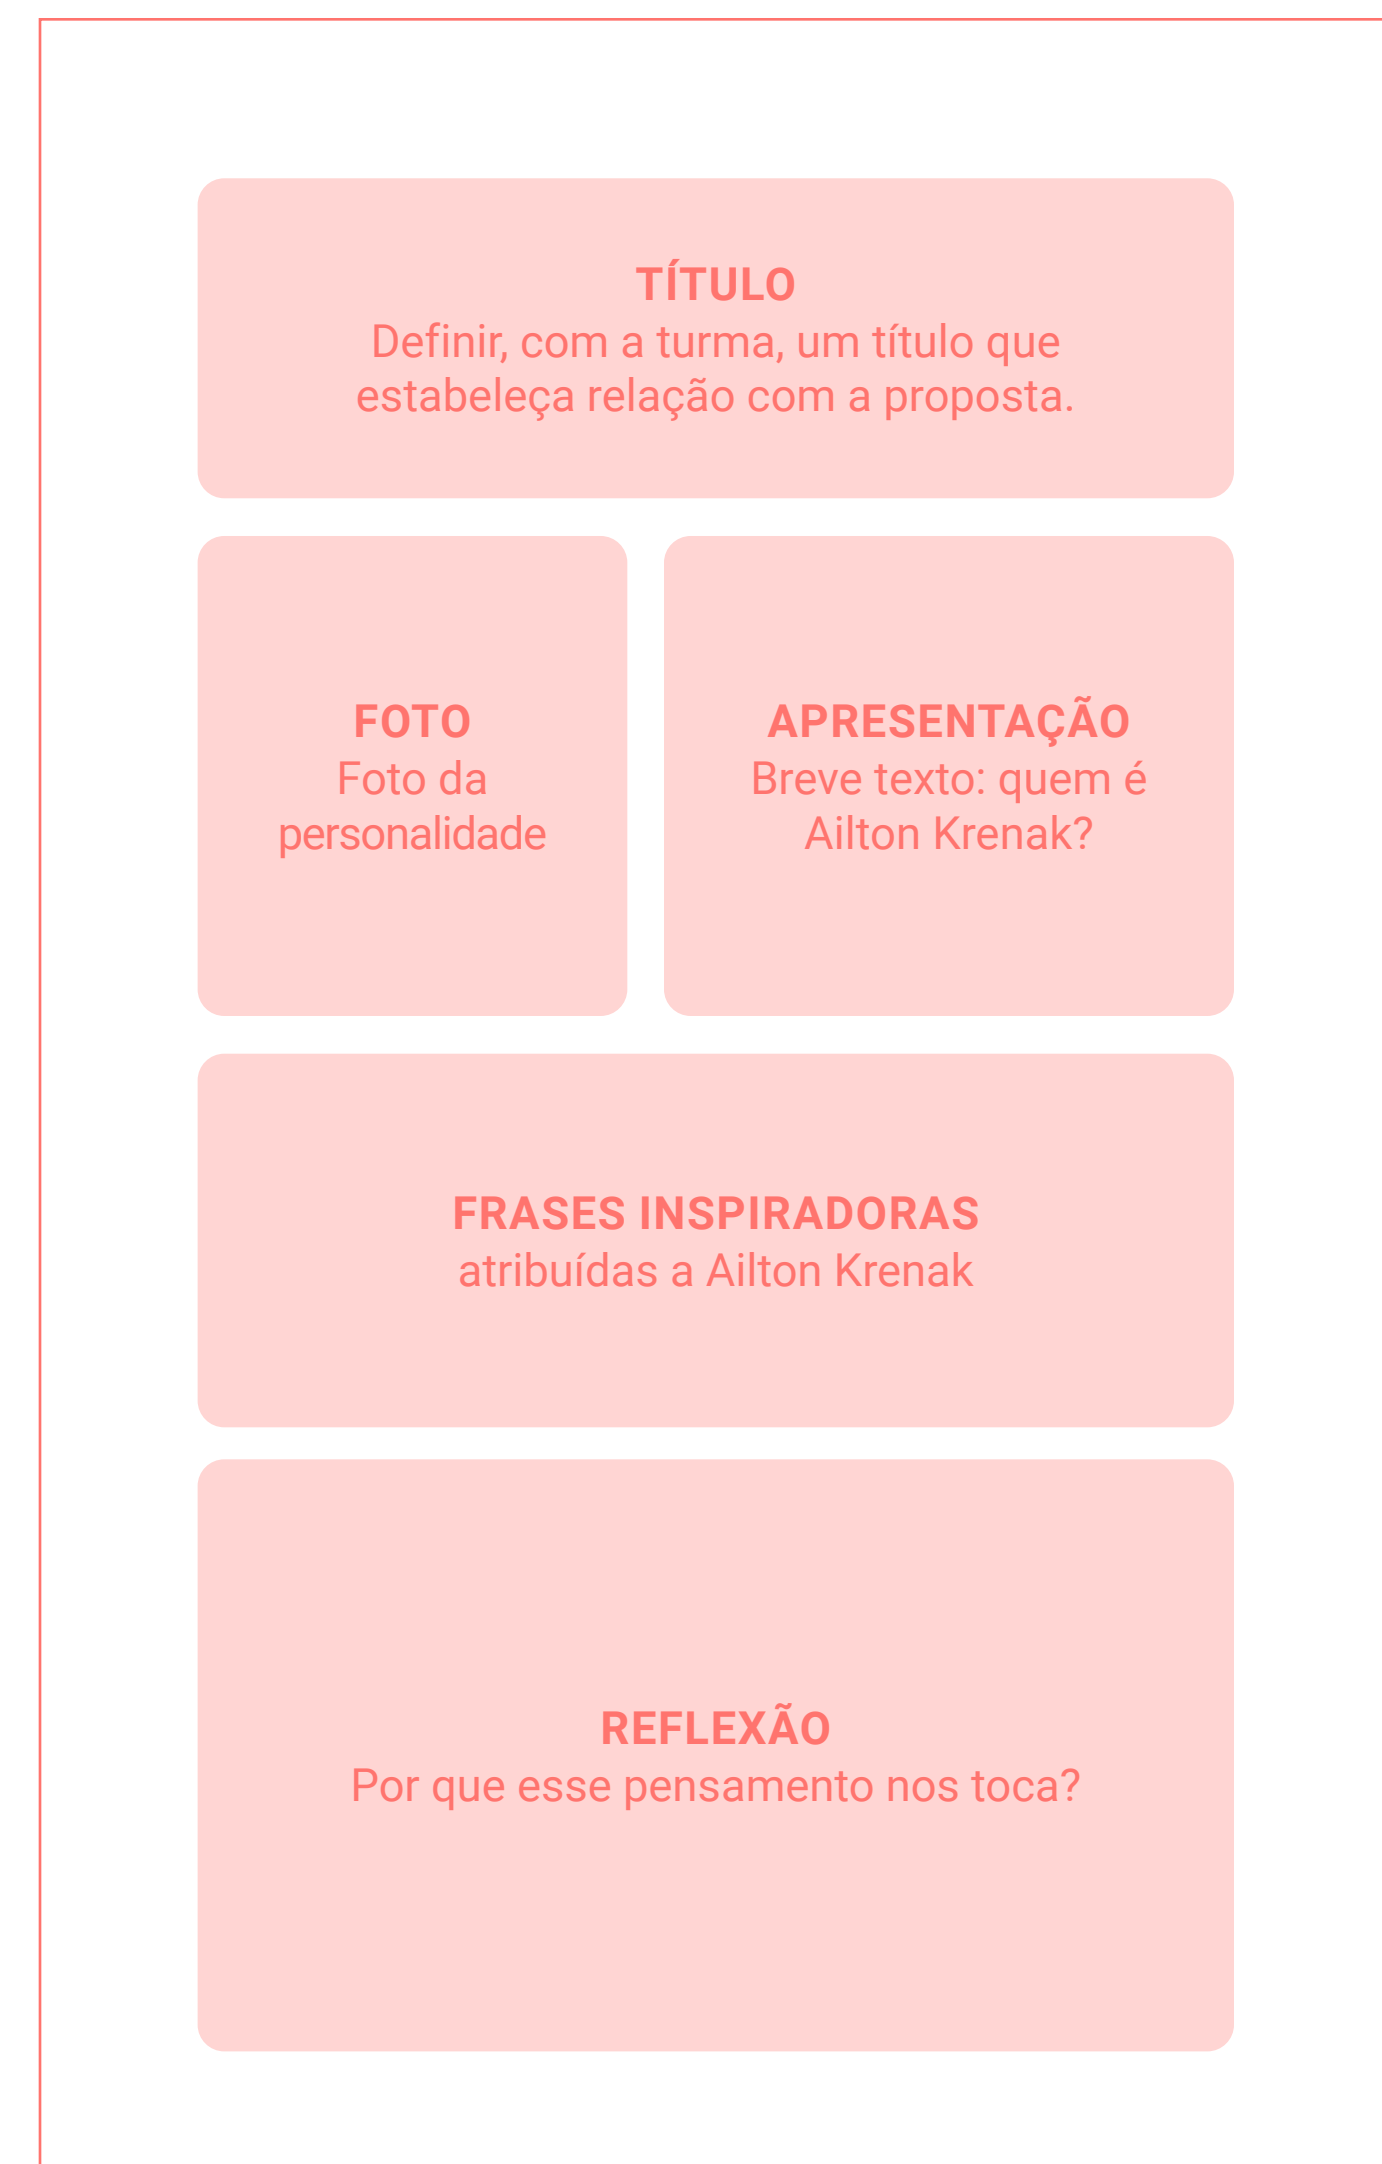 TÍTULO
Definir, com a turma, um título que
estabeleça relação com a proposta.
FOTO
Foto da
personalidade
APRESENTAÇÃO
Breve texto: quem é
Ailton Krenak?
FRASES INSPIRADORAS
atribuídas a Ailton Krenak
REFLEXÃO
Por que esse pensamento nos toca?